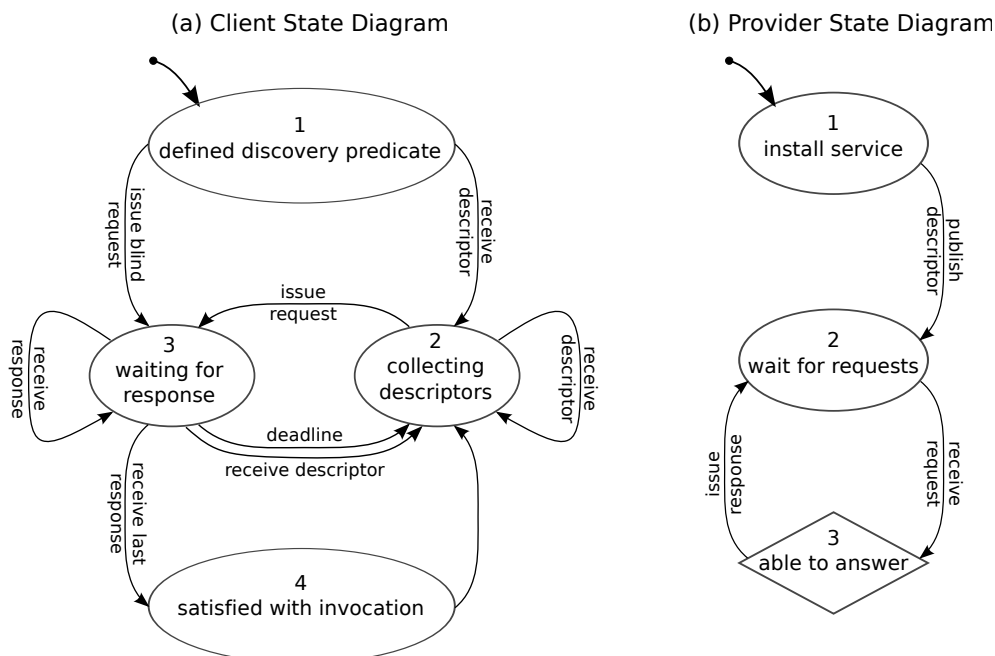 (a) Client State Diagram
1
defined discovery predicate
issue blind
request
receive
descriptor
issue
request
3
waiting for
response
2
collecting
descriptors
receive
response
receive
descriptor
deadline
receive descriptor
receive last
response
4
satisfied with invocation
(b) Provider State Diagram
1
install service
publish
descriptor
2
wait for requests
issue
response
receive
request
3
able to answer